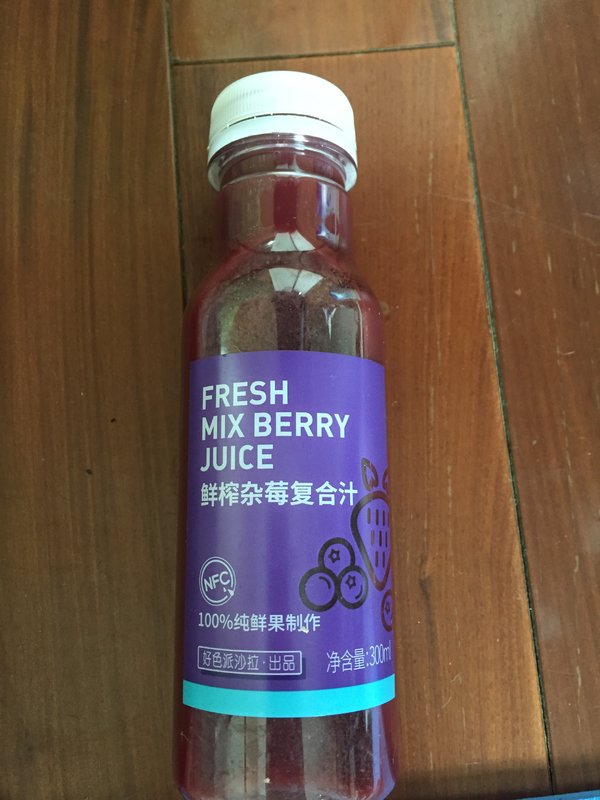 FRESH
MIX BERRY
JUICE
鲜榨杂莓复合汁
NFC
100%纯鲜果制作
好色派沙拉·出品
净含量:300ml